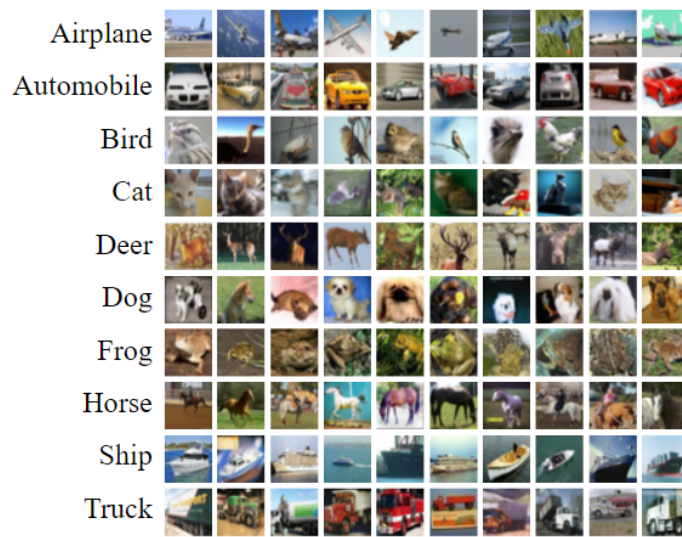 Airplane
Automobile
Bird
Cat
Deer
Dog
Frog
Horse
Ship
Truck